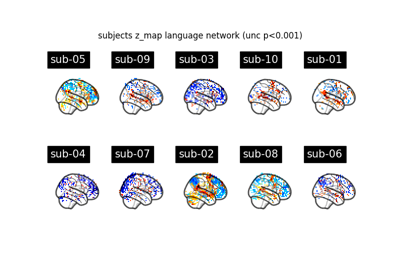 subjects z_map language network (unc p<0.001)
sub-05 sub-09 sub-03 sub-10 sub-01
sub-04 sub-07 sub-02 sub-08 sub-06